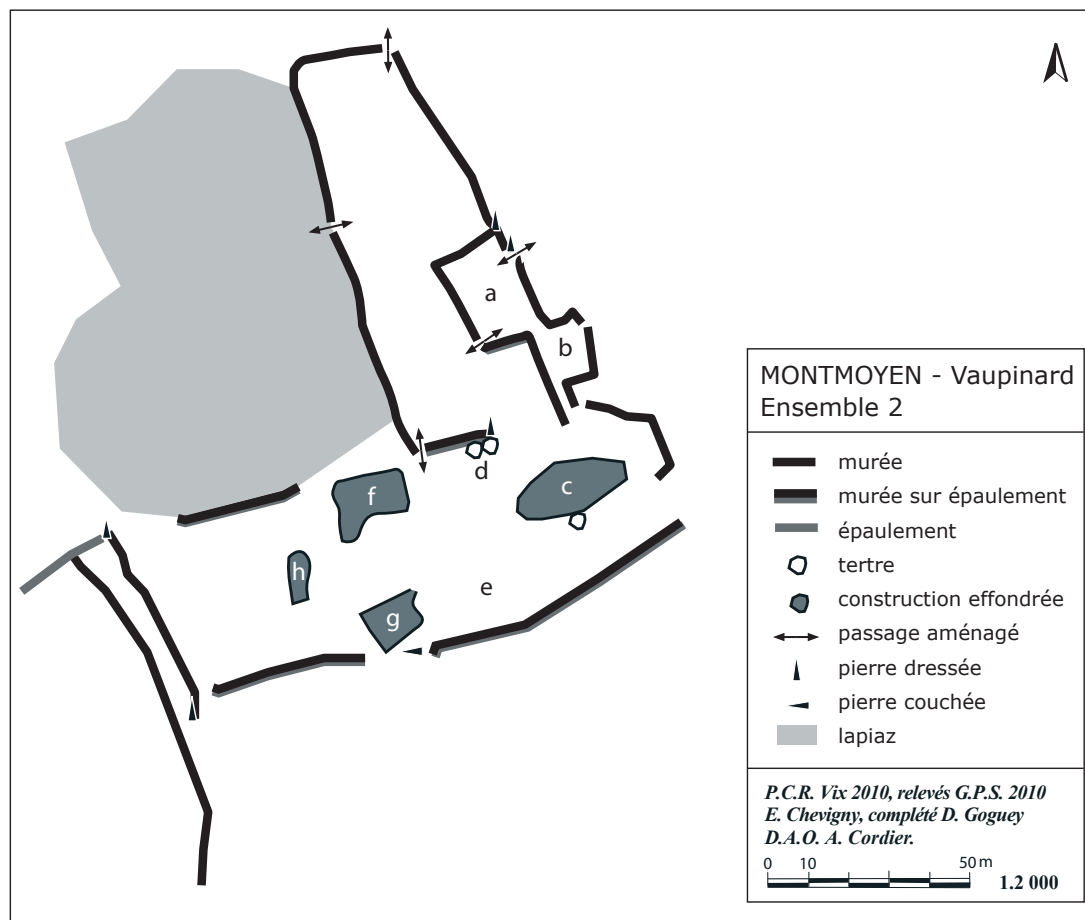 a
b
c
d
e
f
g
h
MONTMOYEN - Vaupinard
Ensemble 2
murée
murée sur épaulement
épaulement
tertre
construction effondrée
passage aménagé
pierre dressée
pierre couchée
lapiaz
P.C.R. Vix 2010, relevés G.P.S. 2010
E. Chevigny, complété D. Goguey
D.A.O. A. Cordier.
0 10 50 m
1.2 000